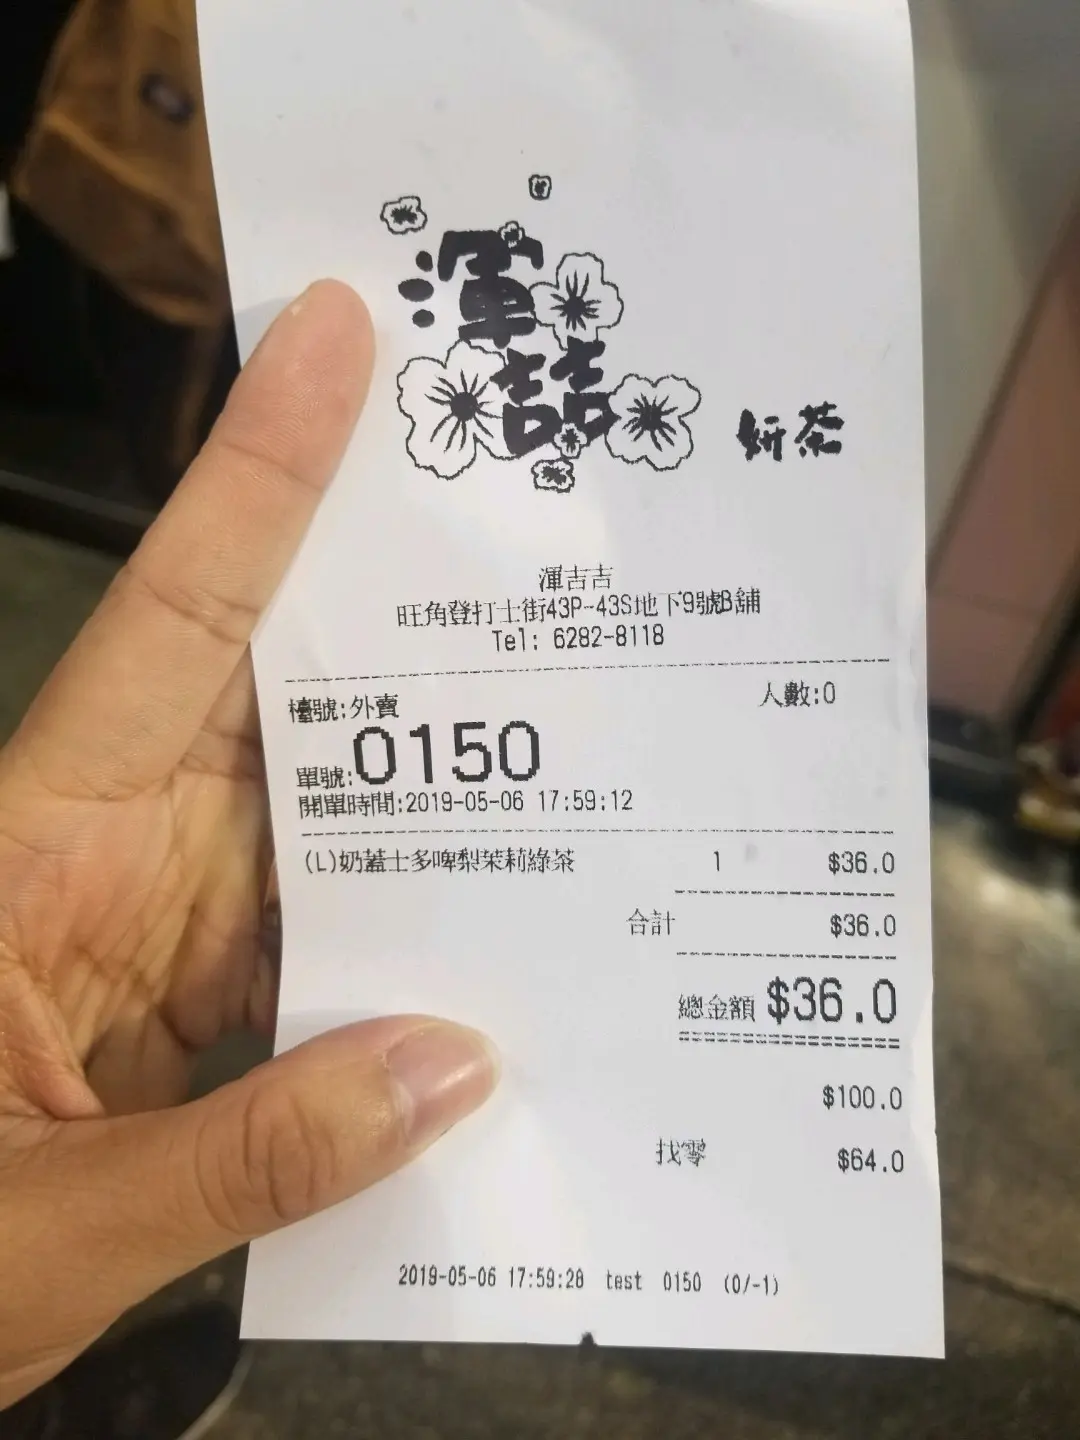 渾吉吉
妍茶
渾吉吉
旺角登打士街43P-43S地下9號B舖
Tel: 6282-8118
檯號:外賣 人數:0
單號:0150
開單時間:2019-05-06 17:59:12
(L)奶蓋士多啤梨茉莉綠茶 1 $36.0
合計 $36.0
總金額 $36.0
$100.0
找零 $64.0
2019-05-06 17:59:28 test 0150 (0/-1)